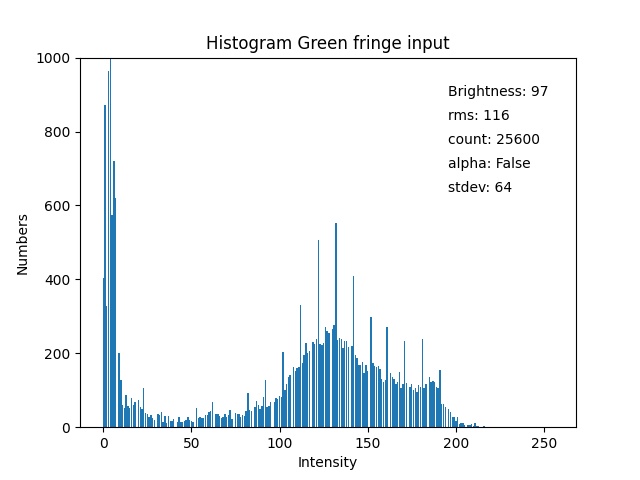 Histogram Green fringe input
1000
800
600
400
200
0
Numbers
Brightness: 97
rms: 116
count: 25600
alpha: False
stdev: 64
0 50 100 150 200 250
Intensity